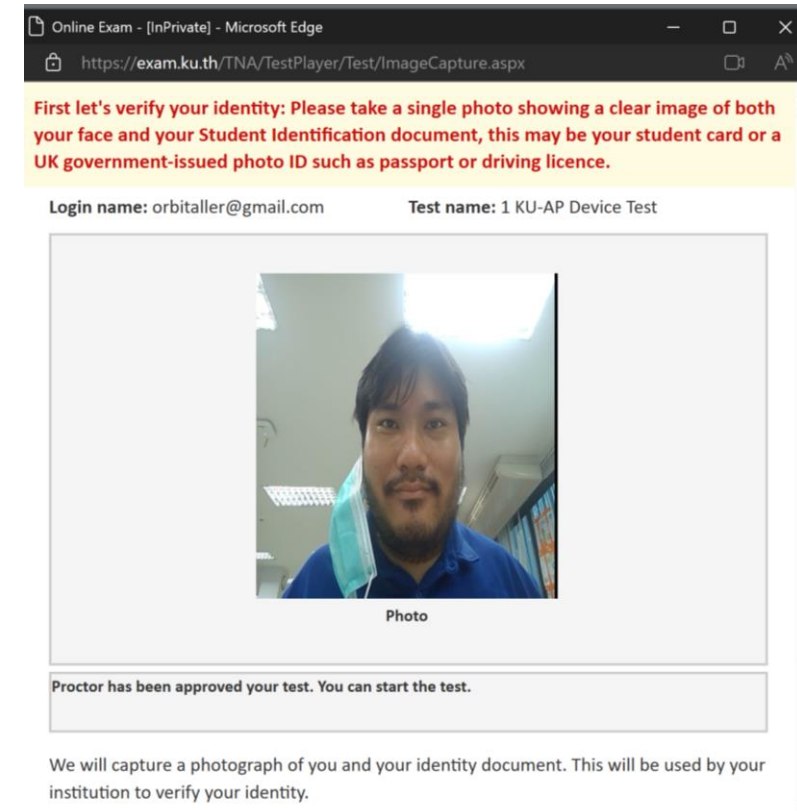 Online Exam - [InPrivate] - Microsoft Edge
https://exam.ku.th/TNA/TestPlayer/Test/ImageCapture.aspx
First let's verify your identity: Please take a single photo showing a clear image of both
your face and your Student Identification document, this may be your student card or a
UK government-issued photo ID such as passport or driving licence.
Login name: orbitaller@gmail.com Test name: 1 KU-AP Device Test
Photo
Proctor has been approved your test. You can start the test.
We will capture a photograph of you and your identity document. This will be used by your
institution to verify your identity.